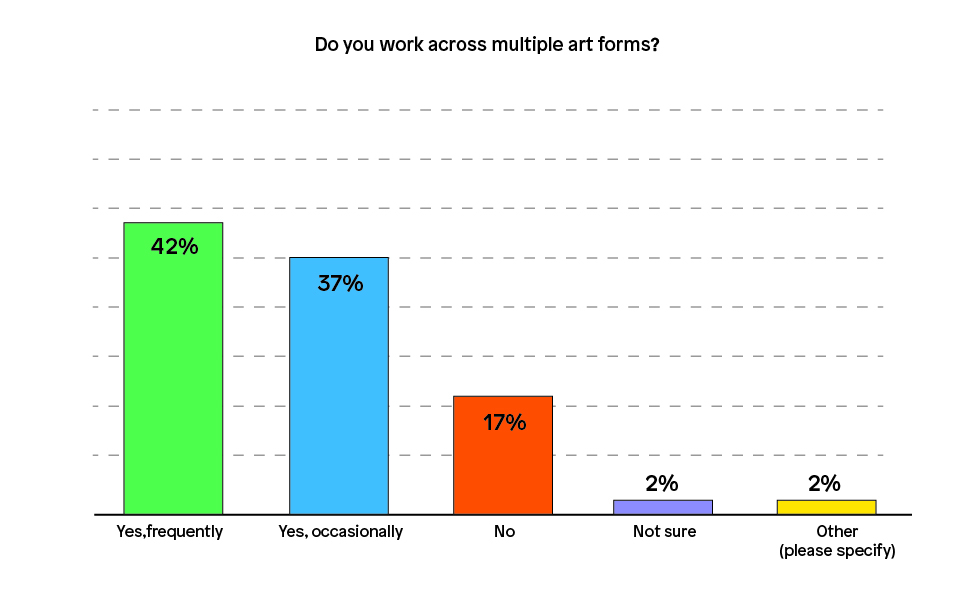 Do you work across multiple art forms?
42%
37%
17%
2%
2%
Yes,frequently
Yes, occasionally
No
Not sure
Other
(please specify)